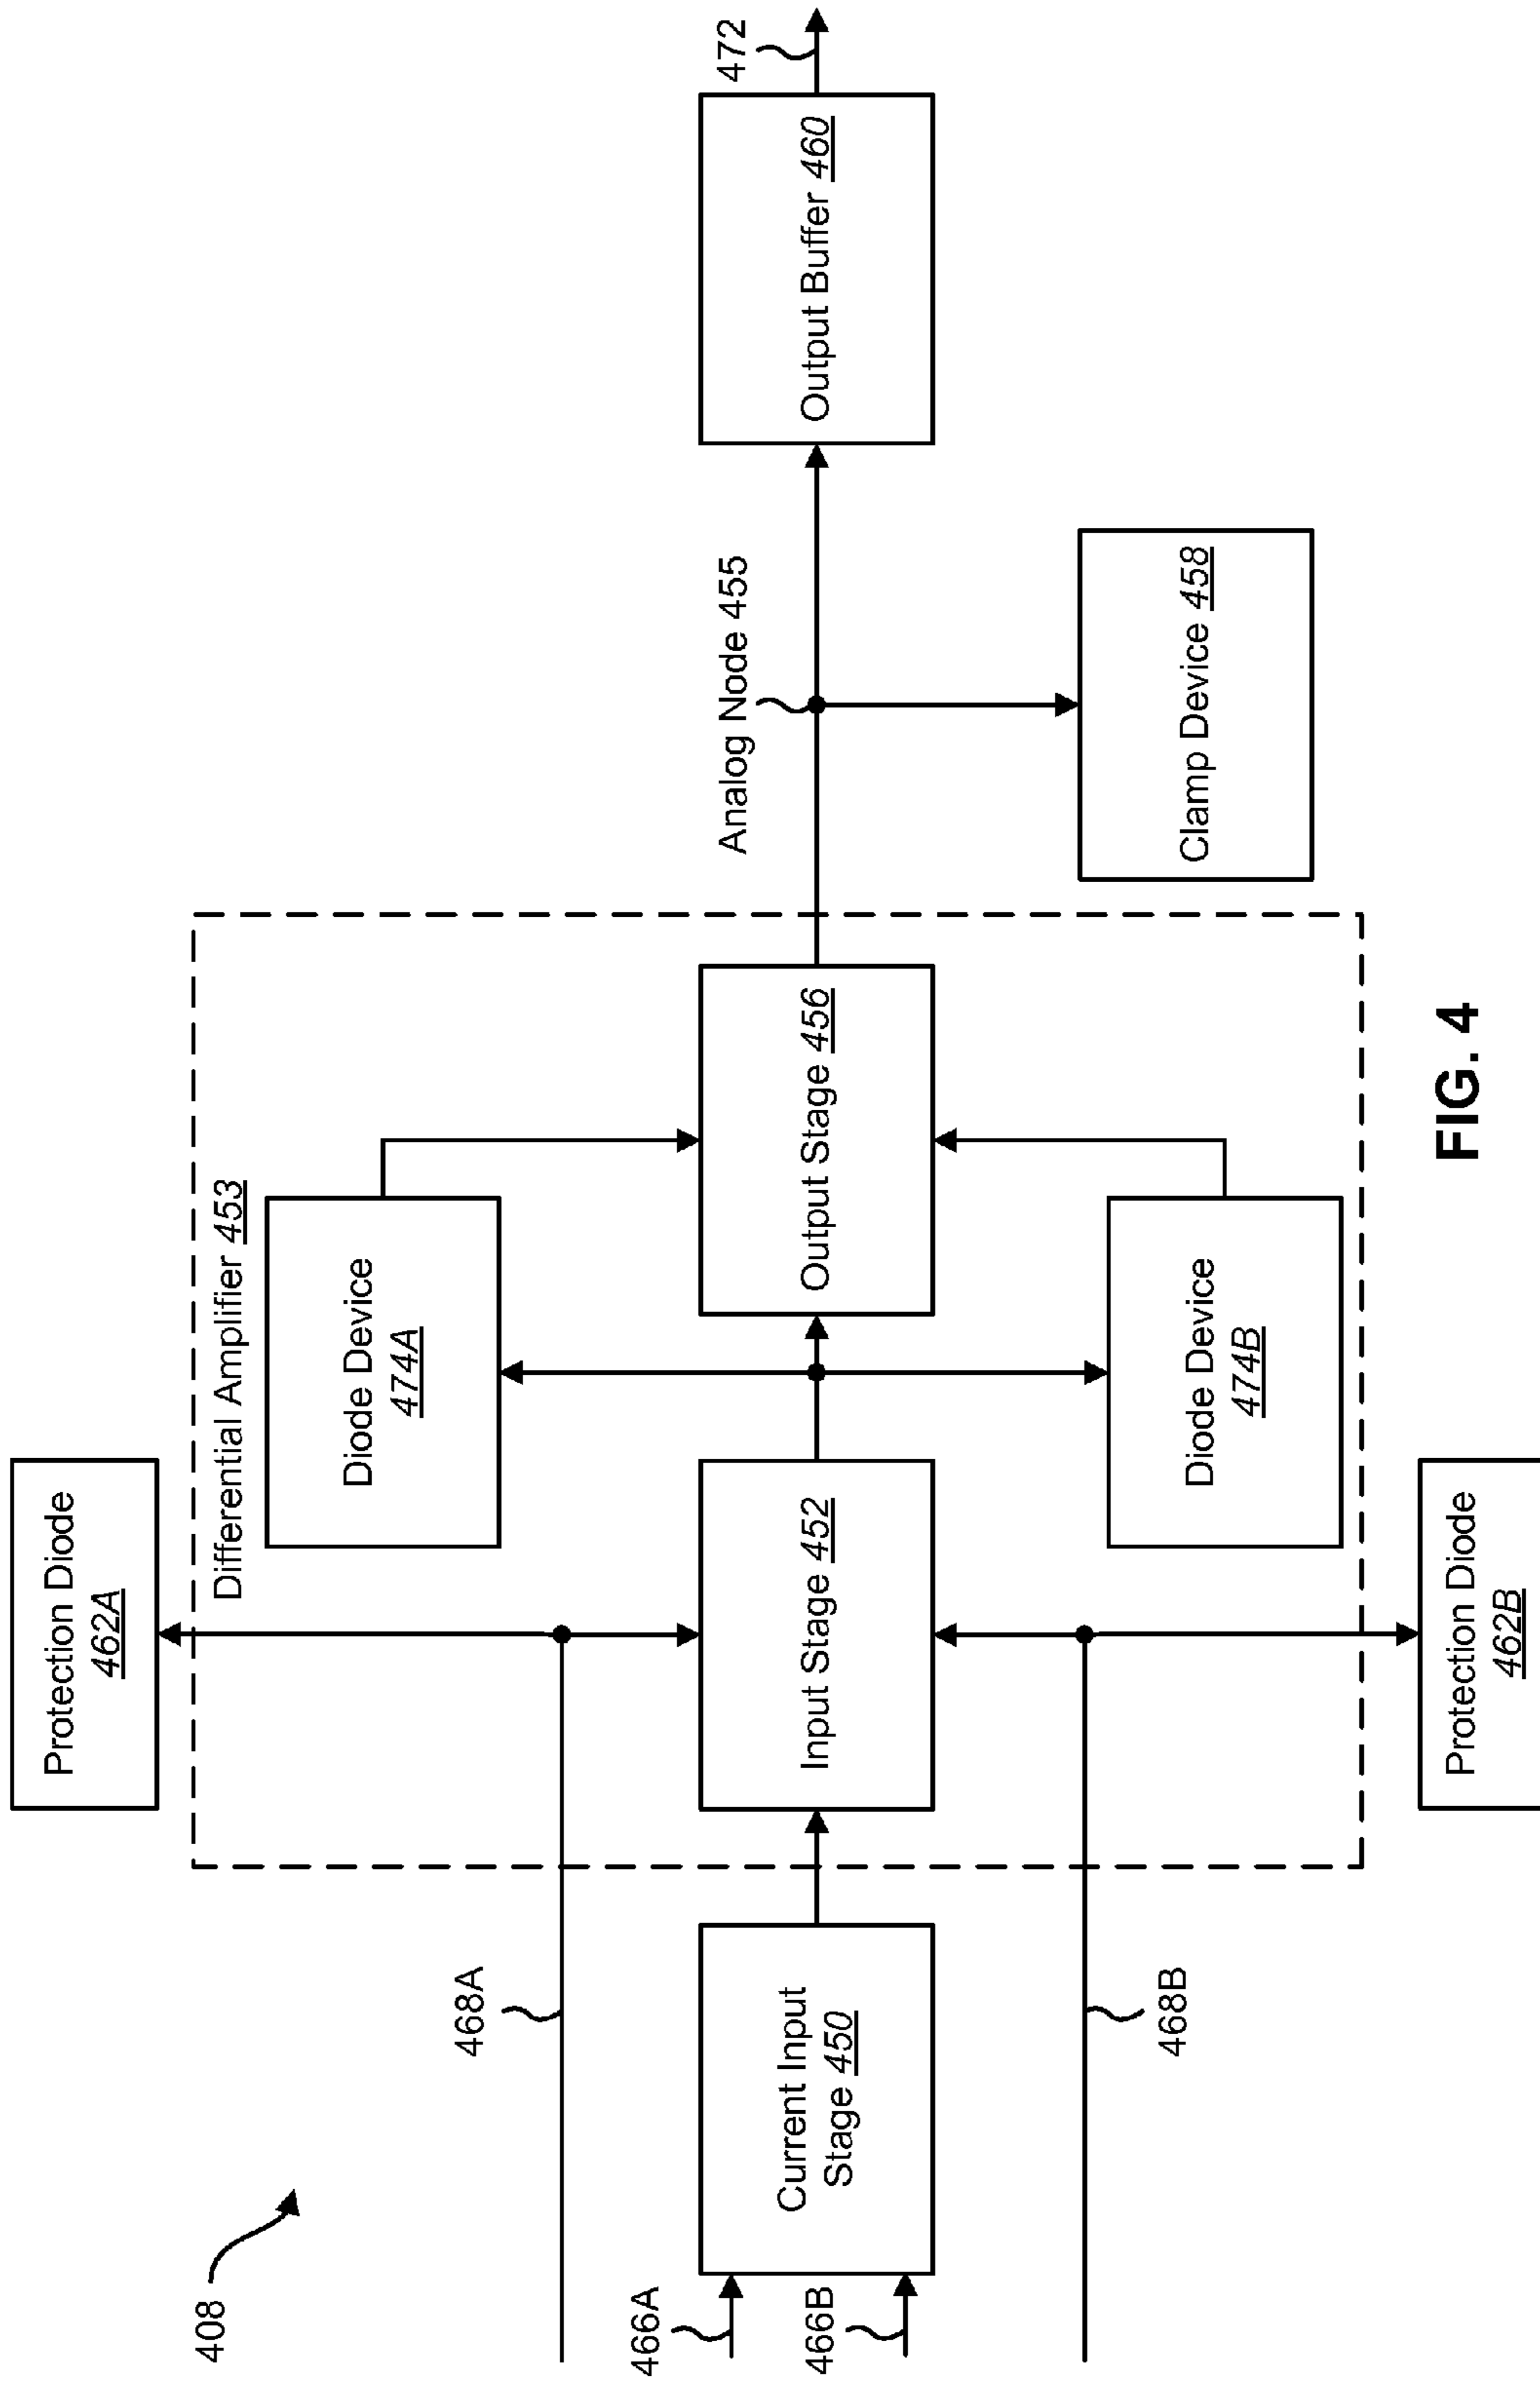 408
466A
466B
468A
468B
Current Input
Stage 450
Protection Diode
462A
Differential Amplifier 453
Input Stage 452
Protection Diode
462B
Diode Device
474A
Output Stage 456
Diode Device
474B
Analog Node 455
Clamp Device 458
Output Buffer 460
472
FIG. 4